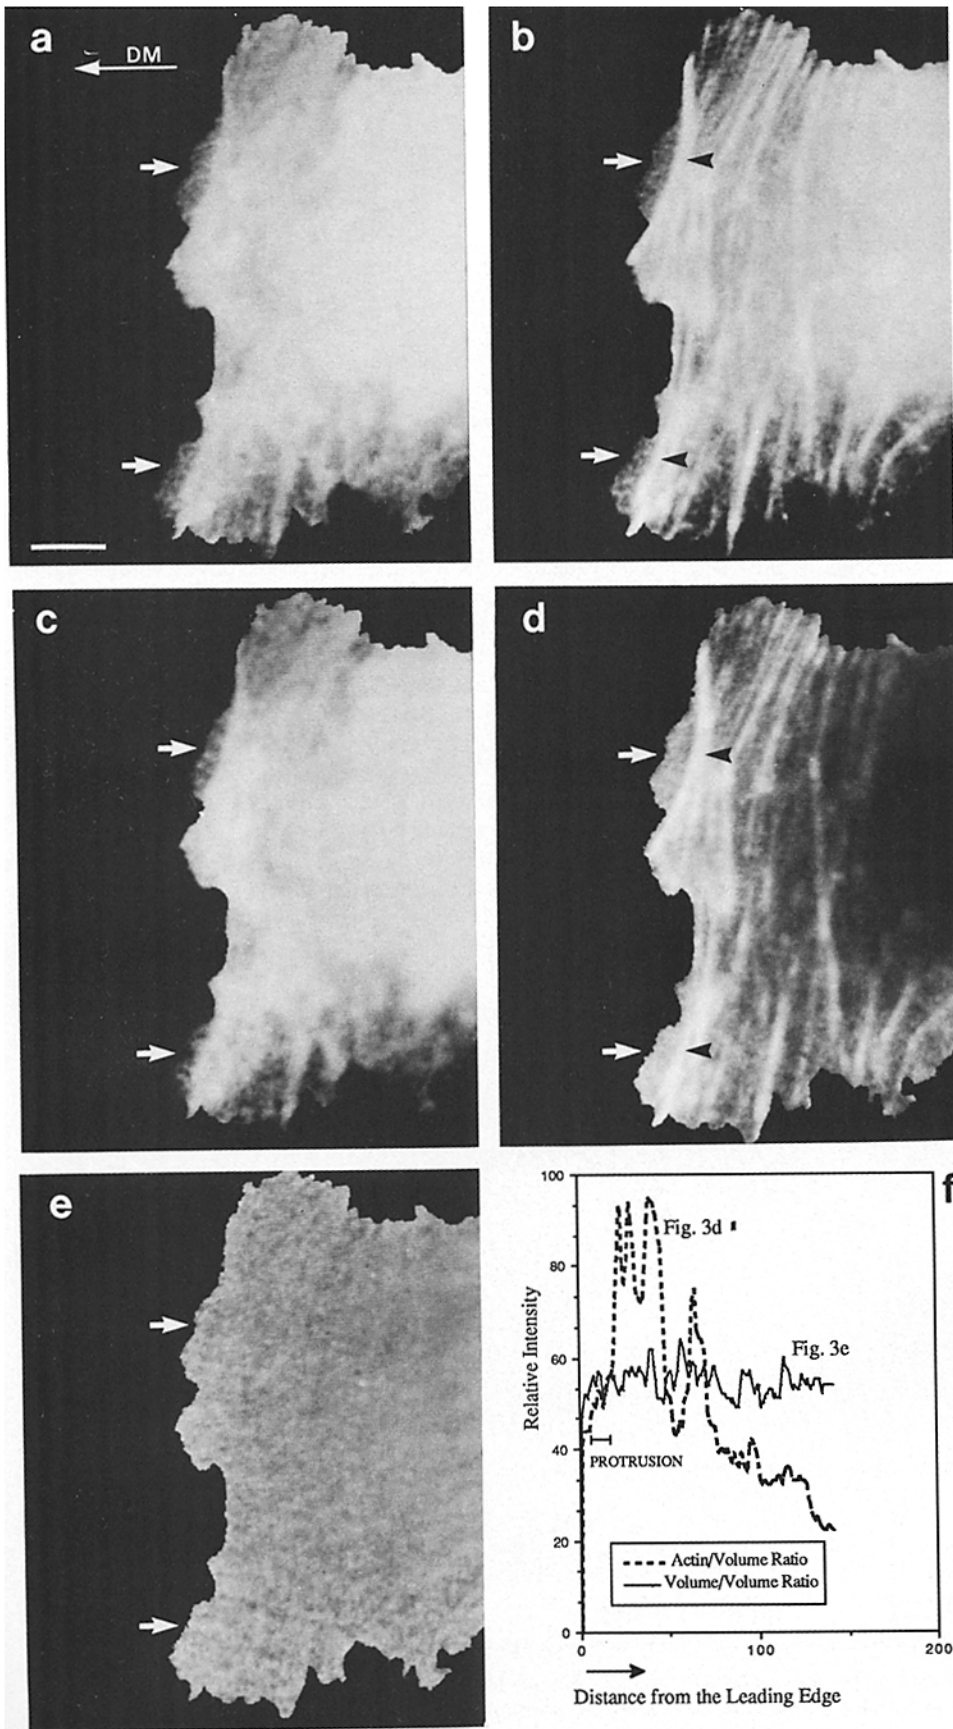 a
DM
b
c
d
e
f
100
80
60
40
20
0
Relative Intensity
Fig. 3d
Fig. 3e
PROTRUSION
Actin/Volume Ratio
Volume/Volume Ratio
0
100
200
Distance from the Leading Edge